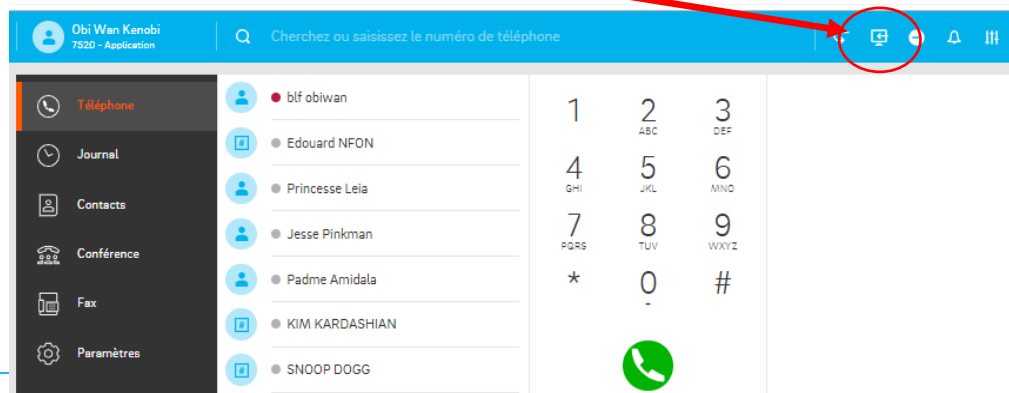 Obi Wan Kenobi
7520 - Application
Cherchez ou saisissez le numéro de téléphone
Téléphone
Journal
Contacts
Conférence
Fax
Paramètres
blf obiwan
# Edouard NFON
Princesse Leia
Jesse Pinkman
Padme Amidala
# KIM KARDASHIAN
# SNOOP DOGG
1 2 3
ABC DEF
4 5 6
GHI JKL MNO
7 8 9
PQRS TUV WXYZ
* 0 #